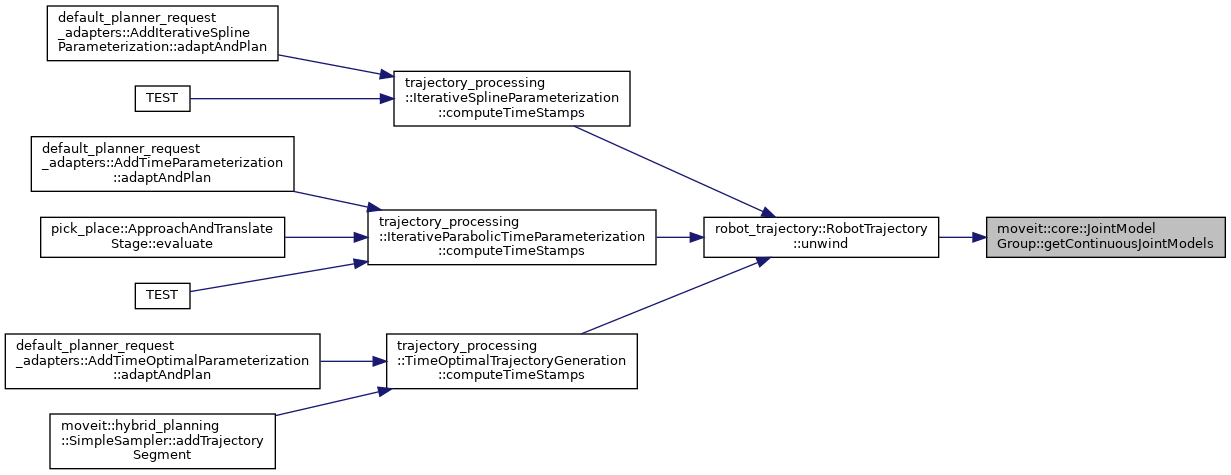 default_planner_request
_adapters::AddIterativeSpline
Parameterization::adaptAndPlan
TEST
trajectory_processing
::IterativeSplineParameterization
::computeTimeStamps
default_planner_request
_adapters::AddTimeParameterization
::adaptAndPlan
pick_place::ApproachAndTranslate
Stage::evaluate
TEST
trajectory_processing
::IterativeParabolicTimeParameterization
::computeTimeStamps
robot_trajectory::RobotTrajectory
::unwind
moveit::core::JointModel
Group::getContinuousJointModels
default_planner_request
_adapters::AddTimeOptimalParameterization
::adaptAndPlan
trajectory_processing
::TimeOptimalTrajectoryGeneration
::computeTimeStamps
moveit::hybrid_planning
::SimpleSampler::addTrajectory
Segment